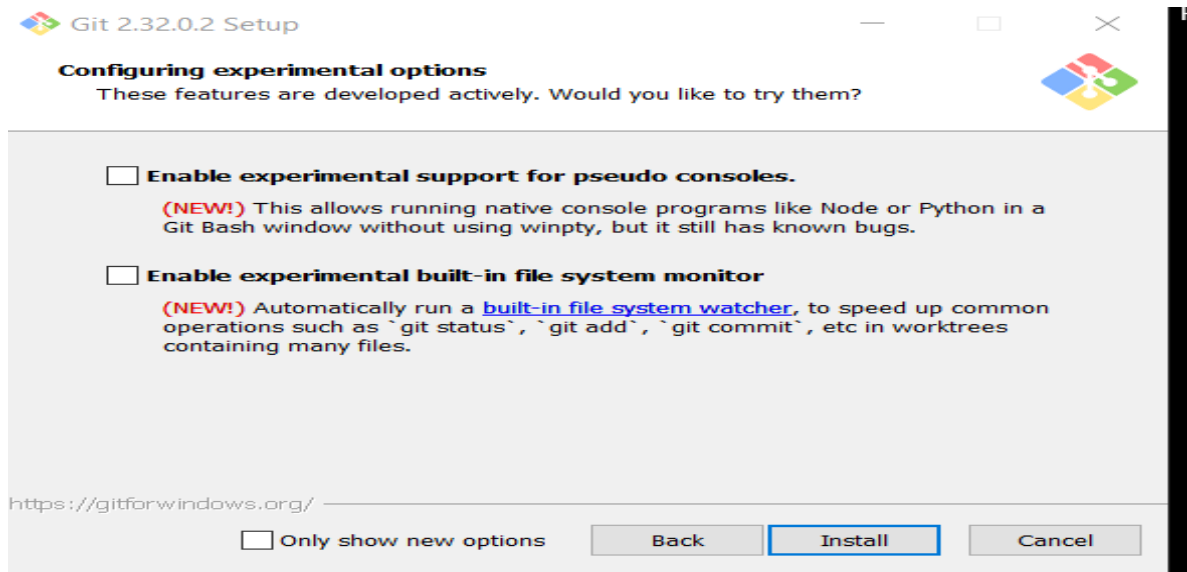 Git 2.32.0.2 Setup
Configuring experimental options
These features are developed actively. Would you like to try them?
Enable experimental support for pseudo consoles.
(NEW!) This allows running native console programs like Node or Python in a
Git Bash window without using winpty, but it still has known bugs.
Enable experimental built-in file system monitor
(NEW!) Automatically run a built-in file system watcher, to speed up common
operations such as `git status`, `git add`, `git commit`, etc in worktrees
containing many files.
https://gitforwindows.org/
Only show new options Back Install Cancel